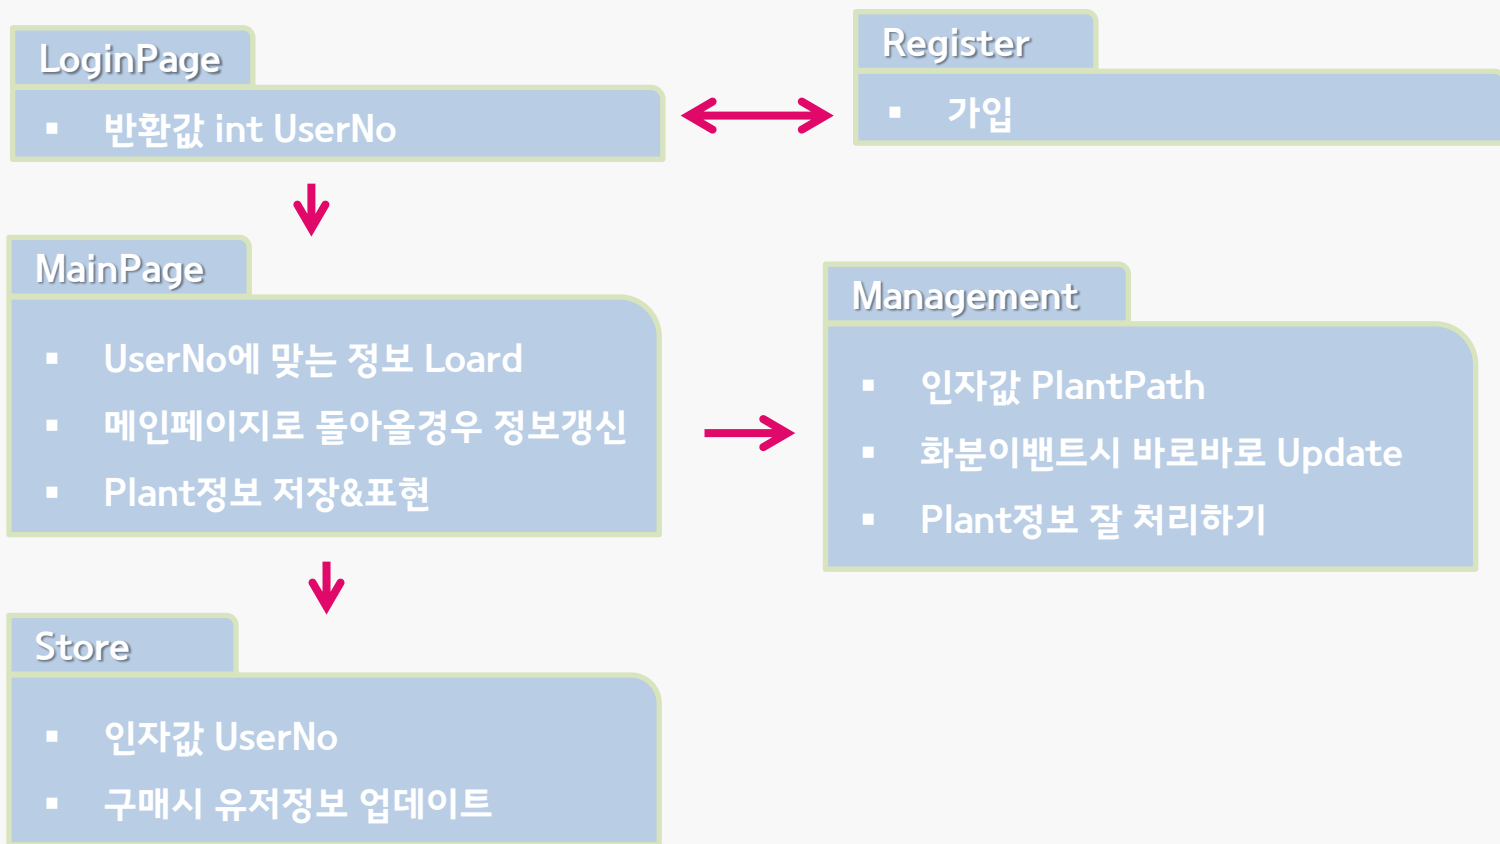 LoginPage
▪ 반환값 int UserNo
Register
▪ 가입
MainPage
▪ UserNo에 맞는 정보 Loard
▪ 메인페이지로 돌아올경우 정보갱신
▪ Plant정보 저장&표현
Management
▪ 인자값 PlantPath
▪ 화분이밴트시 바로바로 Update
▪ Plant정보 잘 처리하기
Store
▪ 인자값 UserNo
▪ 구매시 유저정보 업데이트